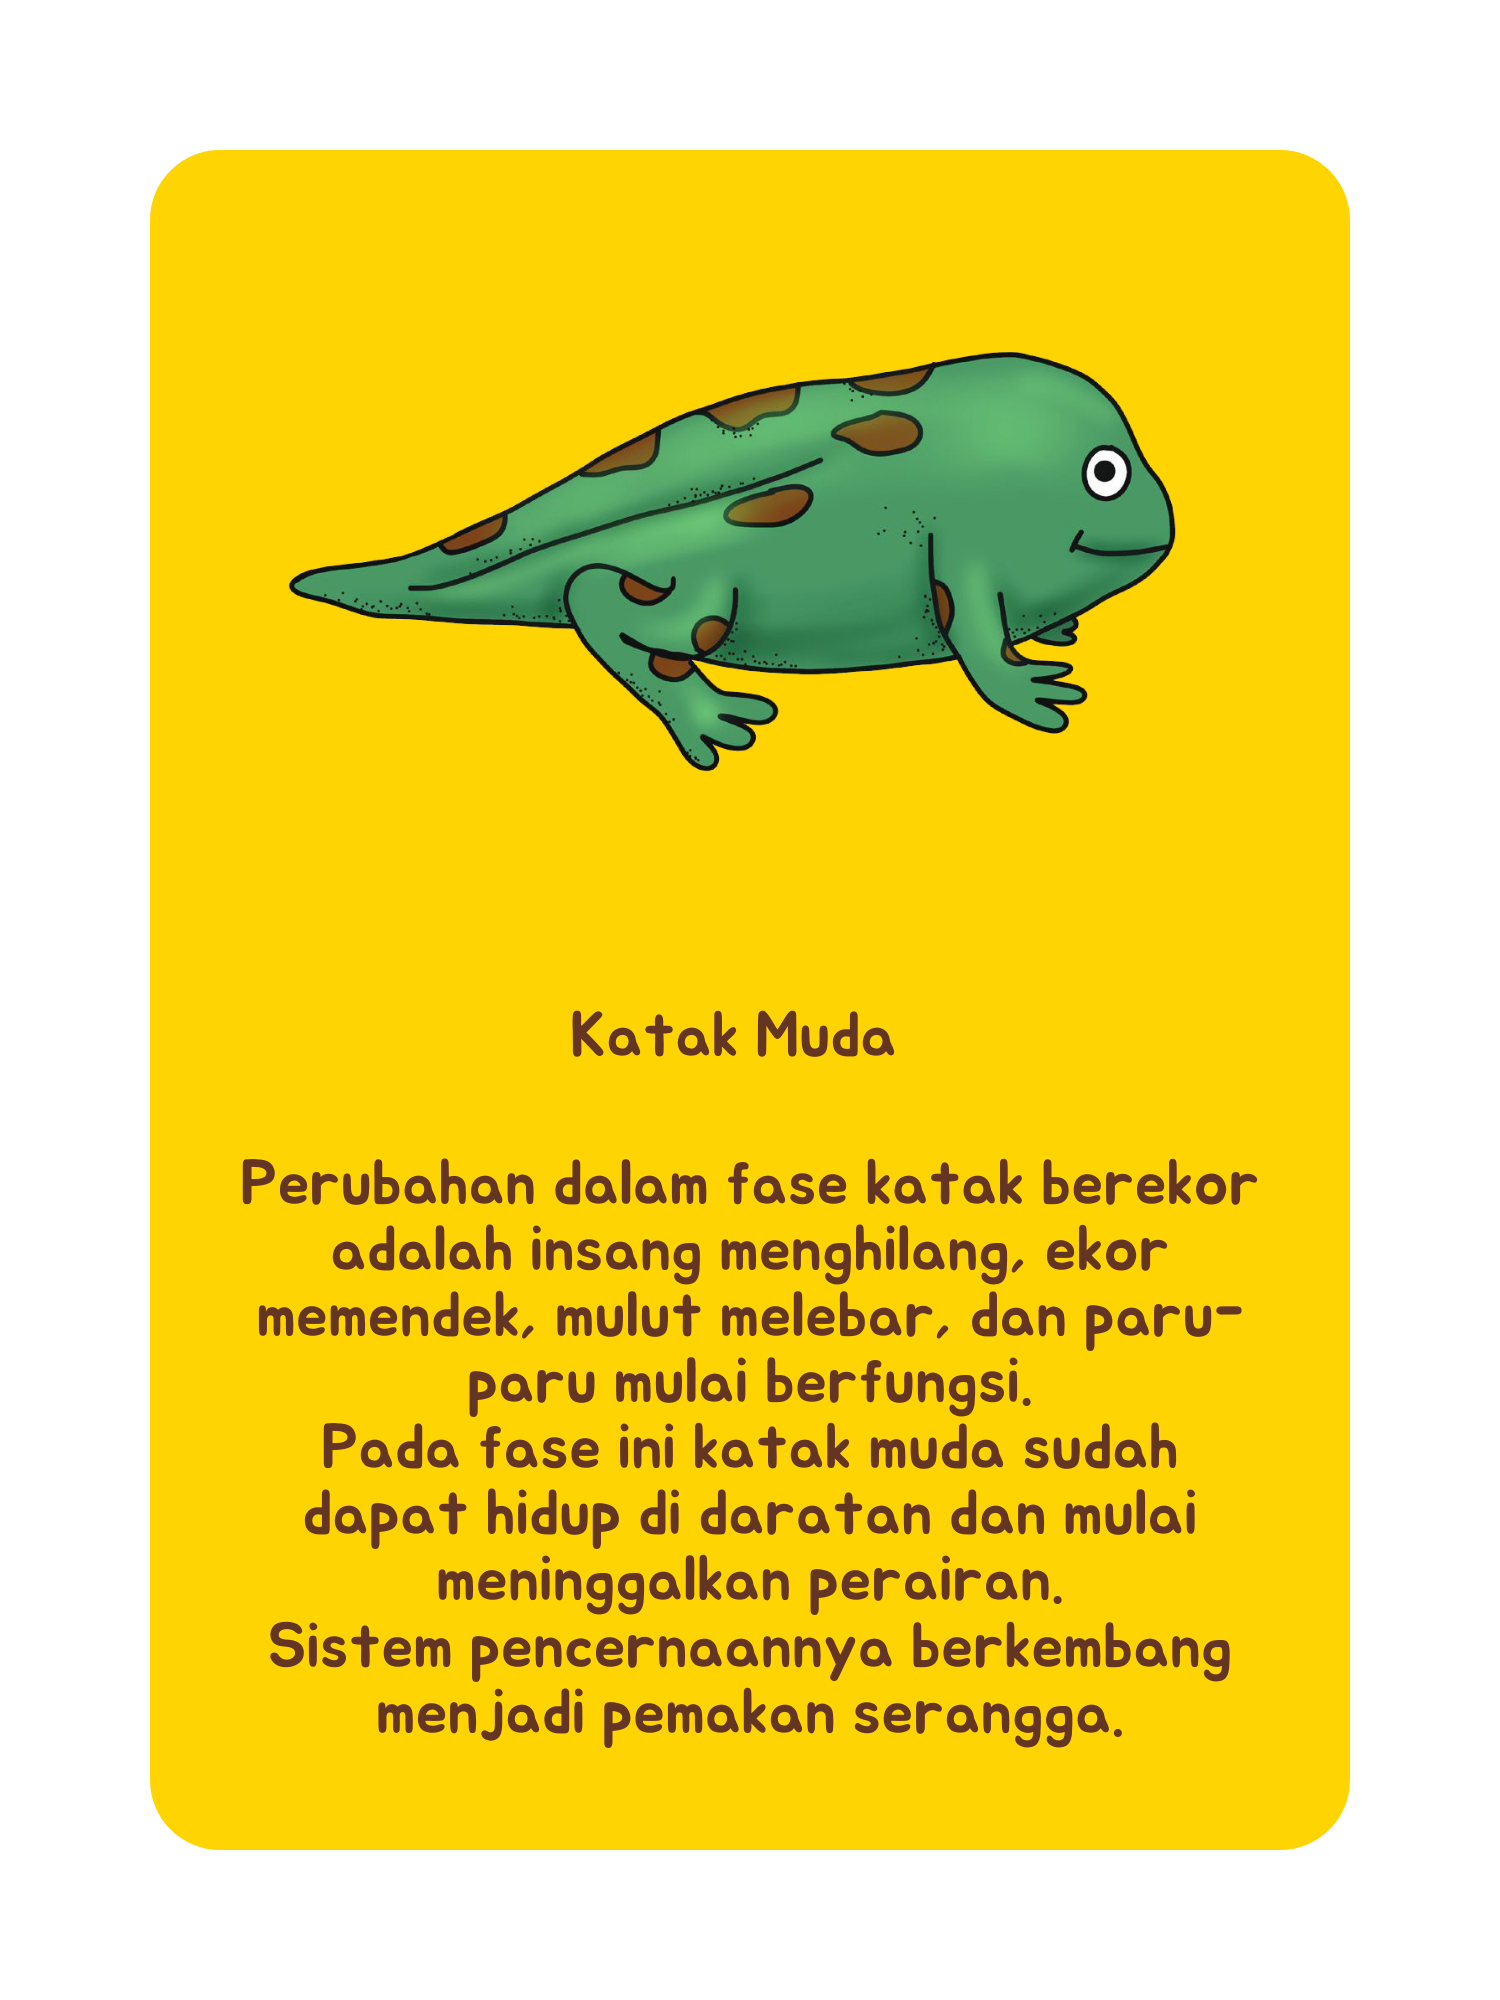 Katak Muda
Perubahan dalam fase katak berekor
adalah insang menghilang, ekor
memendek, mulut melebar, dan paru-
paru mulai berfungsi.
Pada fase ini katak muda sudah
dapat hidup di daratan dan mulai
meninggalkan perairan.
Sistem pencernaannya berkembang
menjadi pemakan serangga.